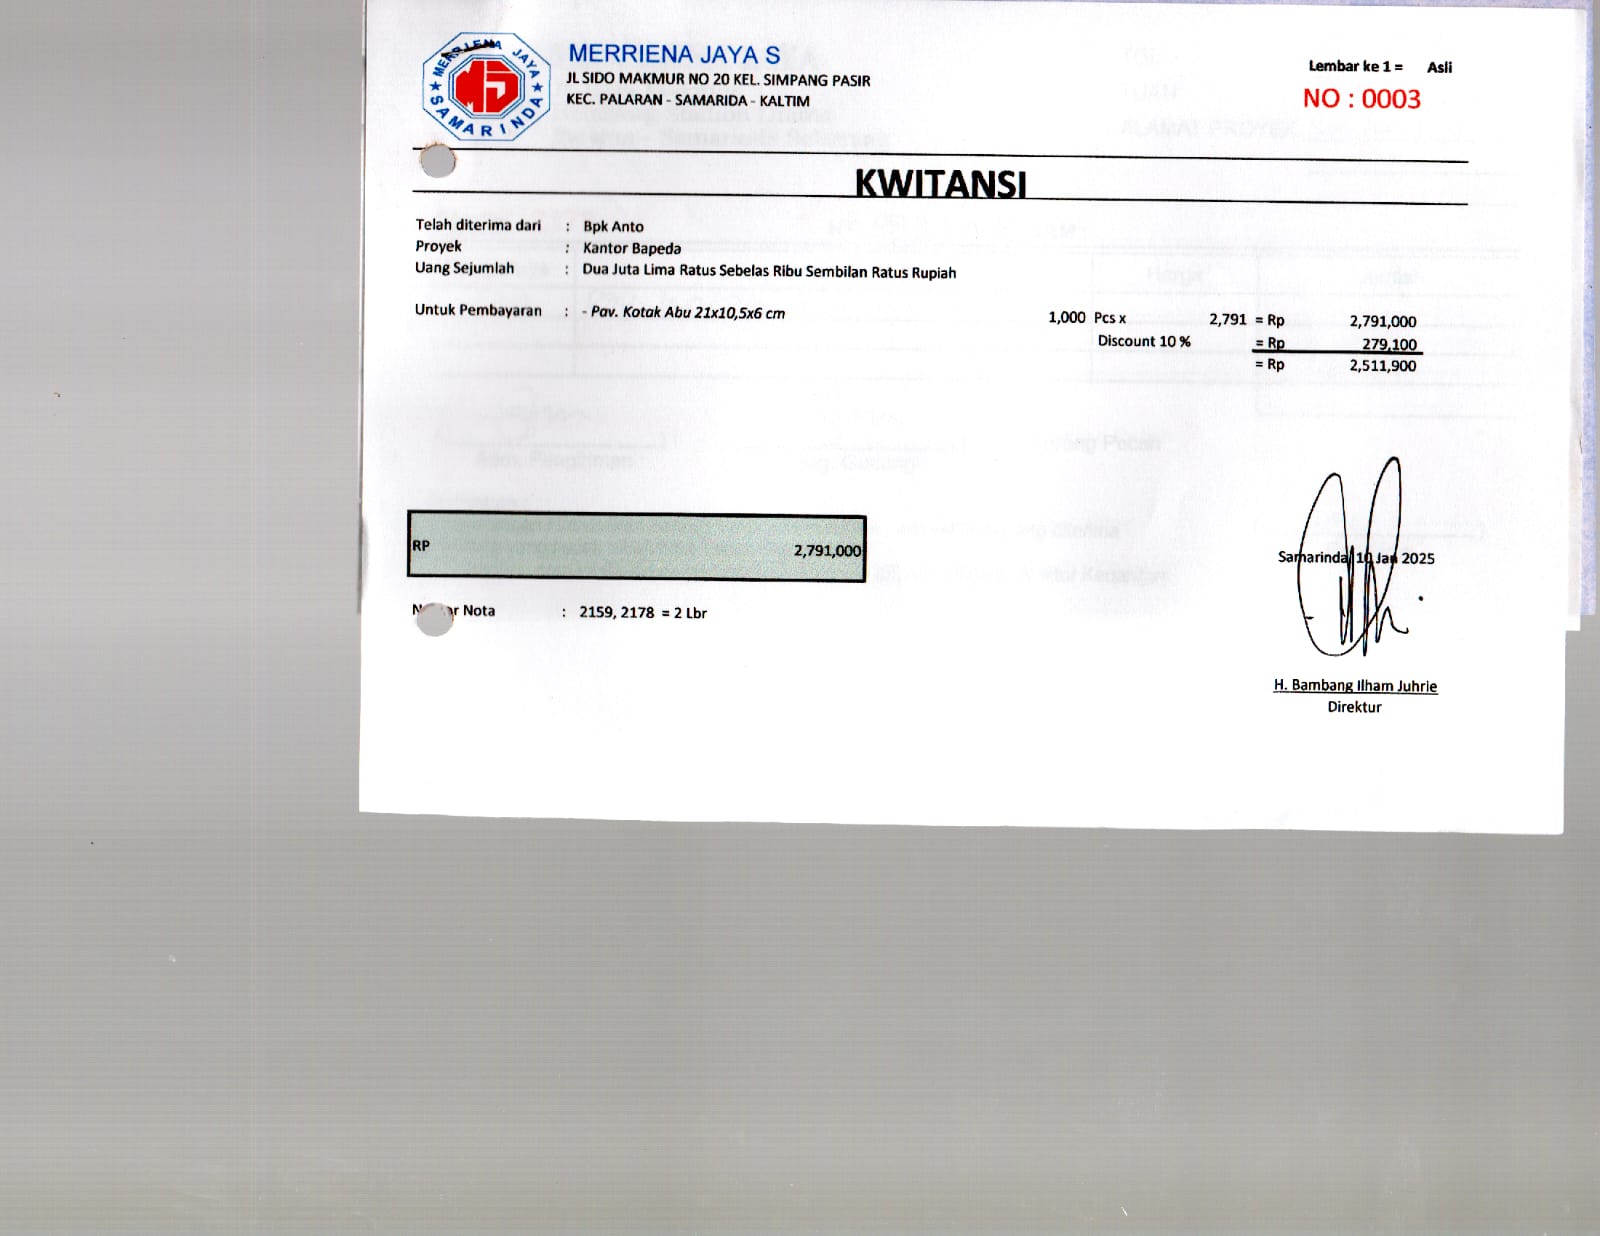 MERRIENA JAYA
SAMARINDA
MERRIENA JAYA S
JL SIDO MAKMUR NO 20 KEL. SIMPANG PASIR
KEC. PALARAN - SAMARIDA - KALTIM
Lembar ke 1 = Asli
NO : 0003
KWITANSI
Telah diterima dari : Bpk Anto
Proyek : Kantor Bapeda
Uang Sejumlah : Dua Juta Lima Ratus Sebelas Ribu Sembilan Ratus Rupiah
Untuk Pembayaran : - Pav. Kotak Abu 21x10,5x6 cm 1,000 Pcs x 2,791 = Rp 2,791,000
Discount 10 % = Rp 279,100
= Rp 2,511,900
RP 2,791,000
Samarinda, 10 Jan 2025
Nota : 2159, 2178 = 2 Lbr
H. Bambang Ilham Juhrie
Direktur